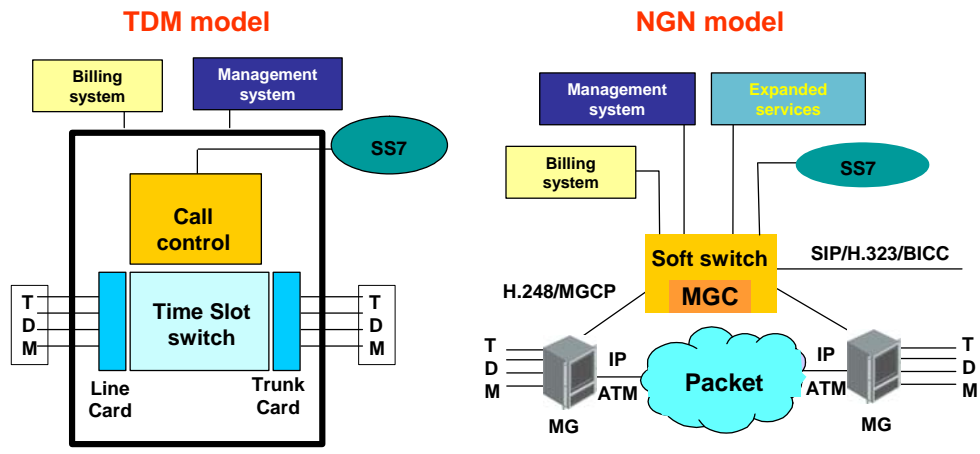 TDM model
NGN model
Billing
system
Management
system
SS7
Call
control
Time Slot
switch
T
D
M
T
D
M
Line
Card
Trunk
Card
Management
system
Expanded
services
Billing
system
SS7
Soft switch
MGC
SIP/H.323/BICC
H.248/MGCP
T
D
M
IP
ATM
MG
Packet
IP
ATM
MG
T
D
M